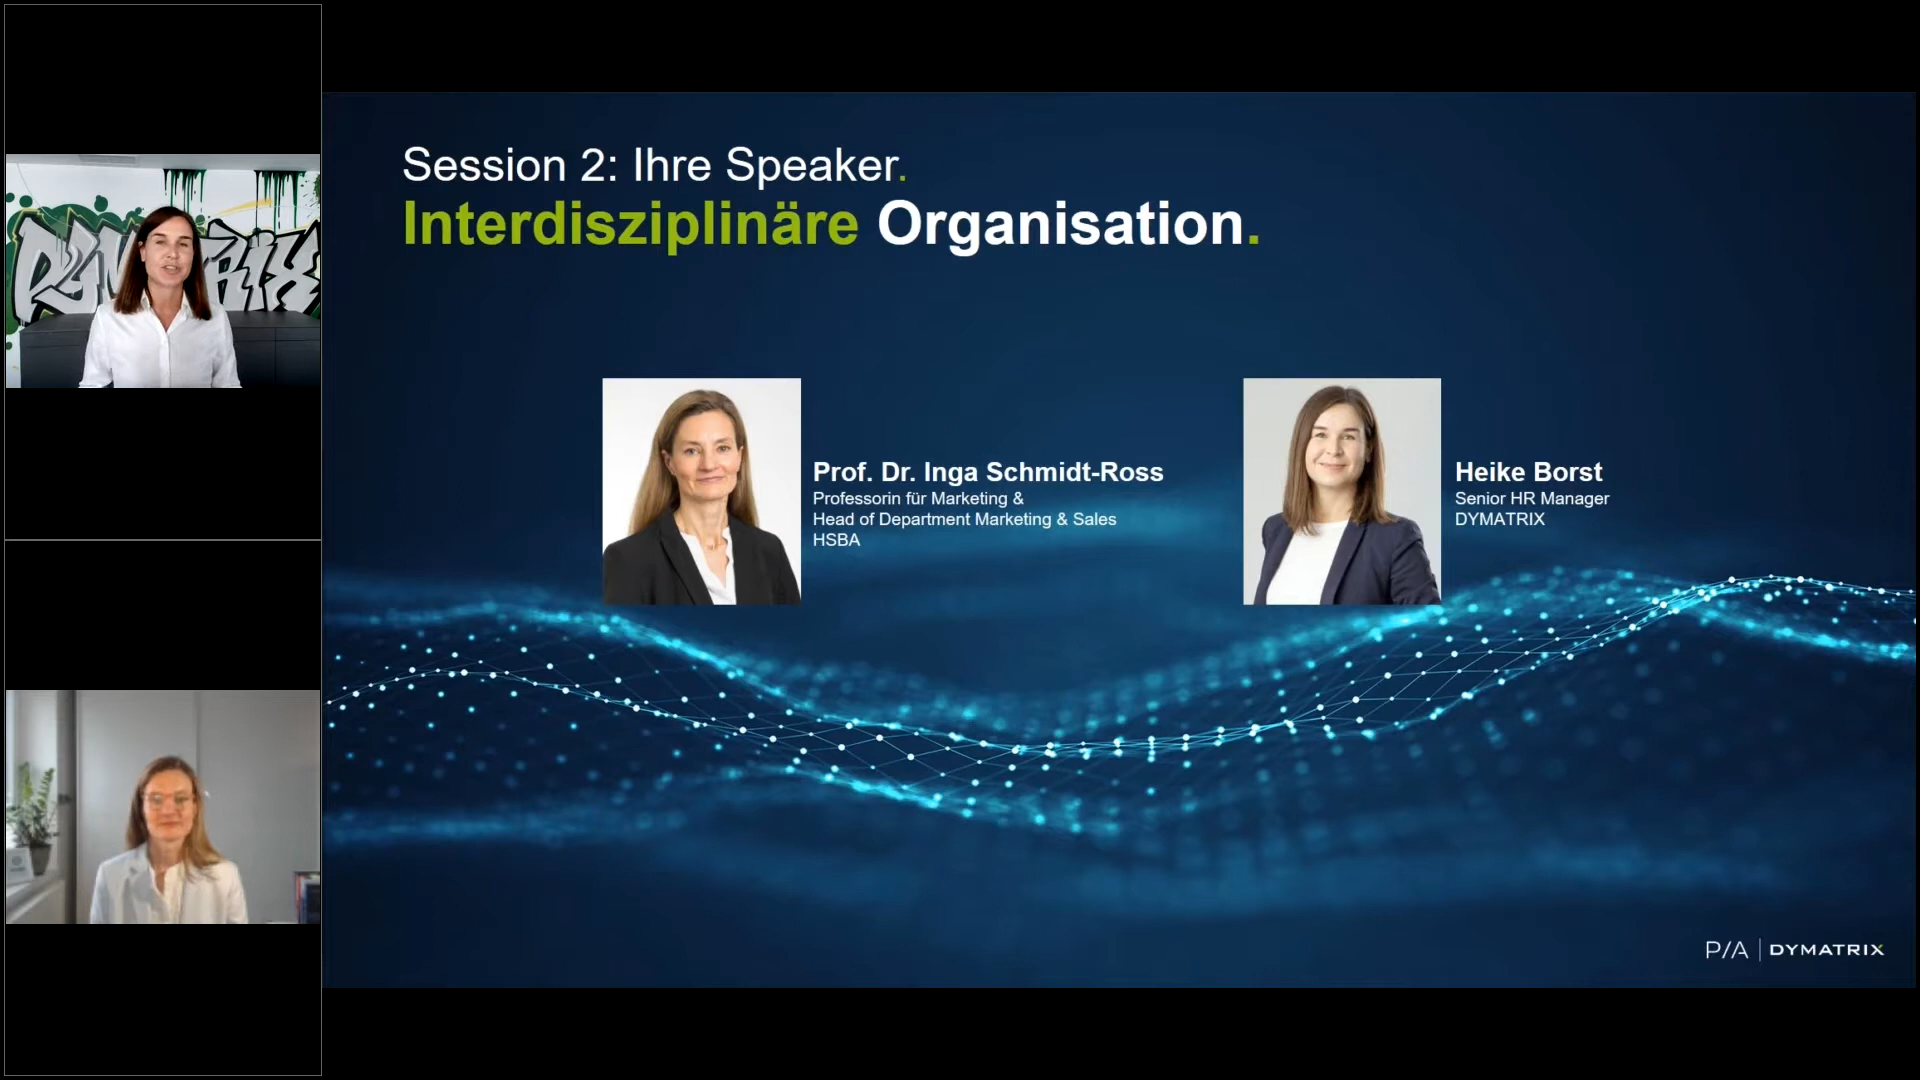 DYMATRIX
Session 2: Ihre Speaker.
Interdisziplinäre Organisation.
Prof. Dr. Inga Schmidt-Ross
Professorin für Marketing &
Head of Department Marketing & Sales
HSBA
Heike Borst
Senior HR Manager
DYMATRIX
P/A | DYMATRIX